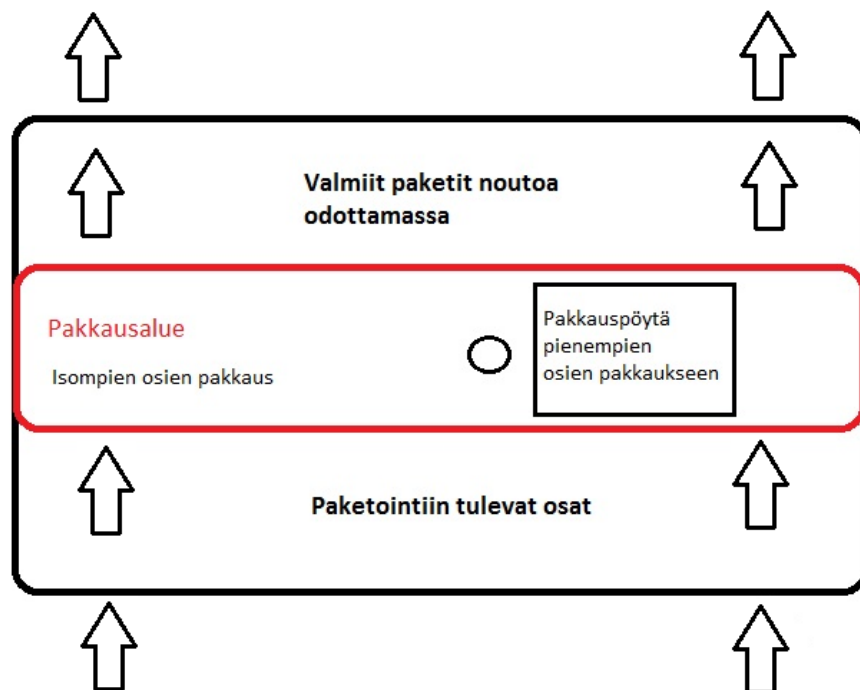 Valmiit paketit noutoa
odottamassa
Pakkausalue
Isompien osien pakkaus
Pakkauspöytä
pienempien
osien pakkaukseen
Paketointiin tulevat osat